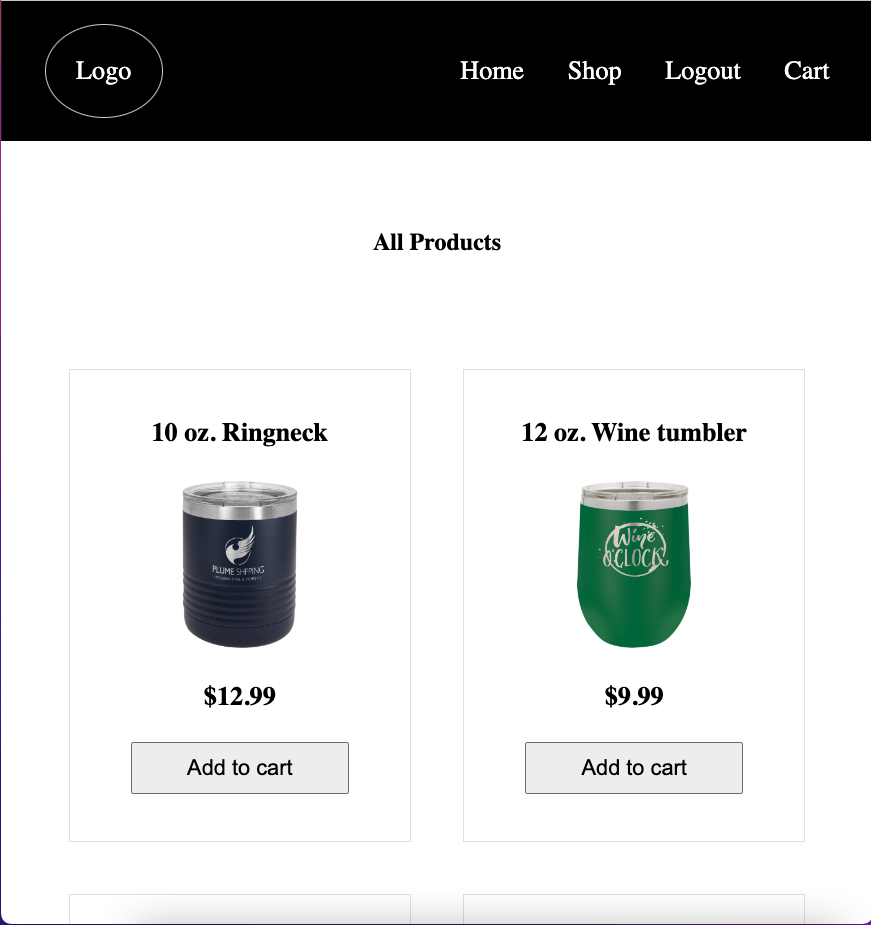 Logo
Home Shop Logout Cart
All Products
10 oz. Ringneck
12 oz. Wine tumbler
PLUME SHIPPING
Wine
O'CLOCK
$12.99
$9.99
Add to cart
Add to cart